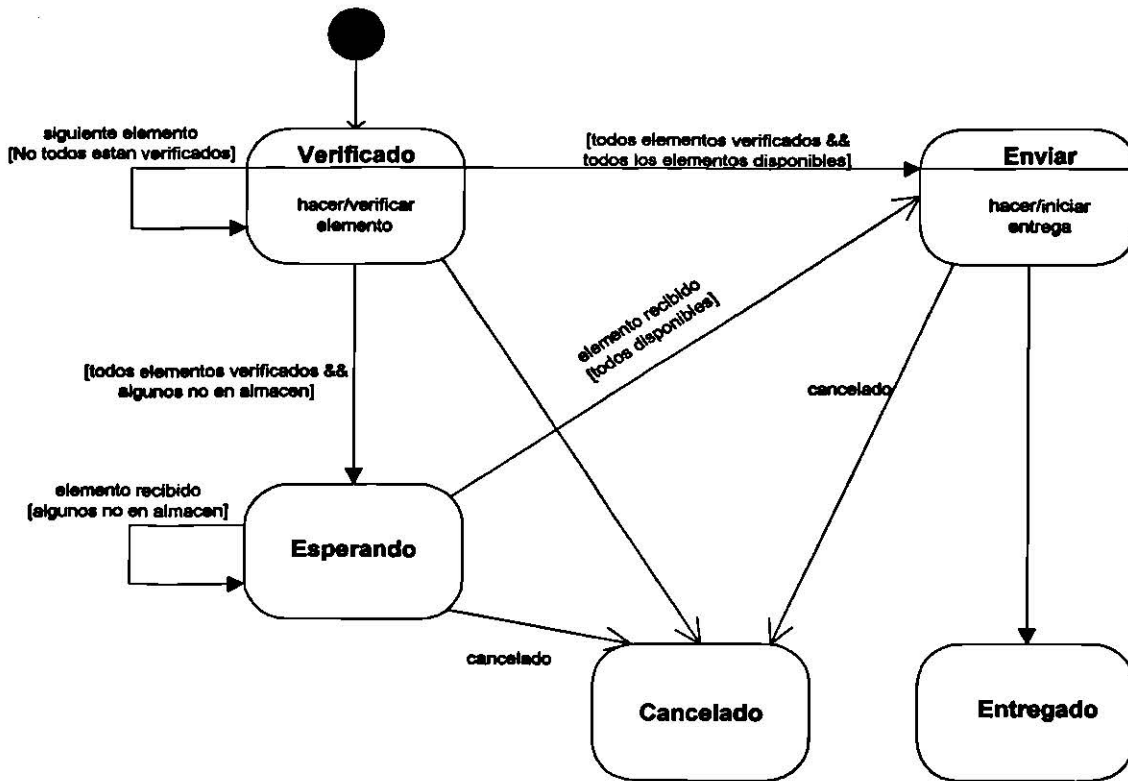 siguiente elemento
[No todos estan verificados]
Verificado
hacer/verificar
elemento
[todos elementos verificados &&
todos los elementos disponibles]
Enviar
hacer/iniciar
entrega
elemento recibido
[todos disponibles]
[todos elementos verificados &&
algunos no en almacen]
cancelado
elemento recibido
[algunos no en almacen]
Esperando
cancelado
Cancelado
Entregado